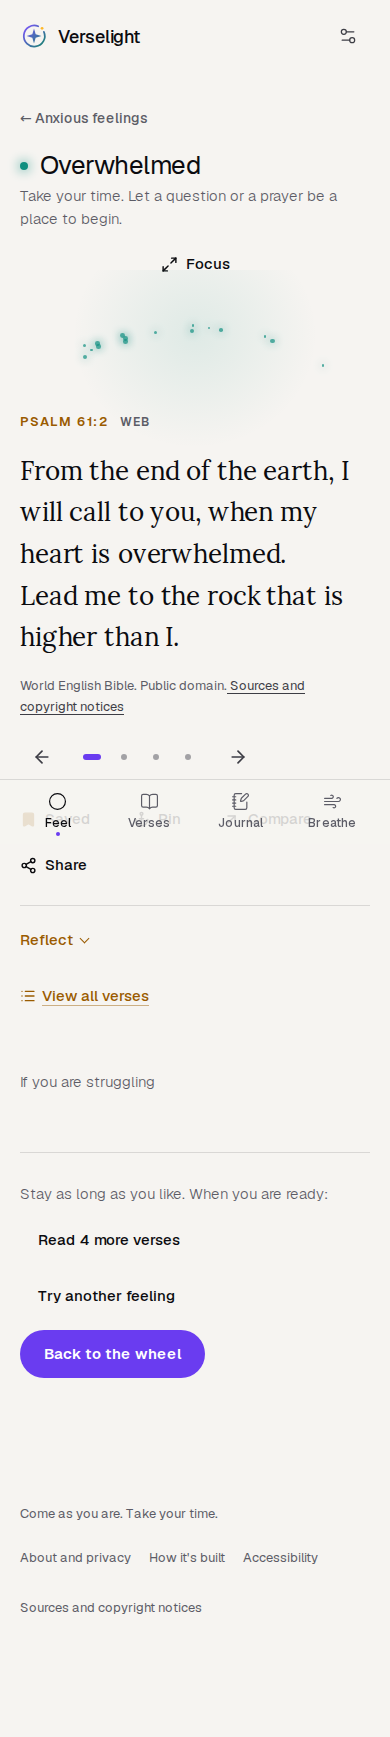 Verselight
← Anxious feelings
Overwhelmed
Take your time. Let a question or a prayer be a
place to begin.
Focus
PSALM 61:2 WEB
From the end of the earth, I
will call to you, when my
heart is overwhelmed.
Lead me to the rock that is
higher than I.
World English Bible. Public domain. Sources and
copyright notices
Saved Pin Compare
Feel Verses Journal Breathe
Share
Reflect
View all verses
If you are struggling
Stay as long as you like. When you are ready:
Read 4 more verses
Try another feeling
Back to the wheel
Come as you are. Take your time.
About and privacy How it's built Accessibility
Sources and copyright notices